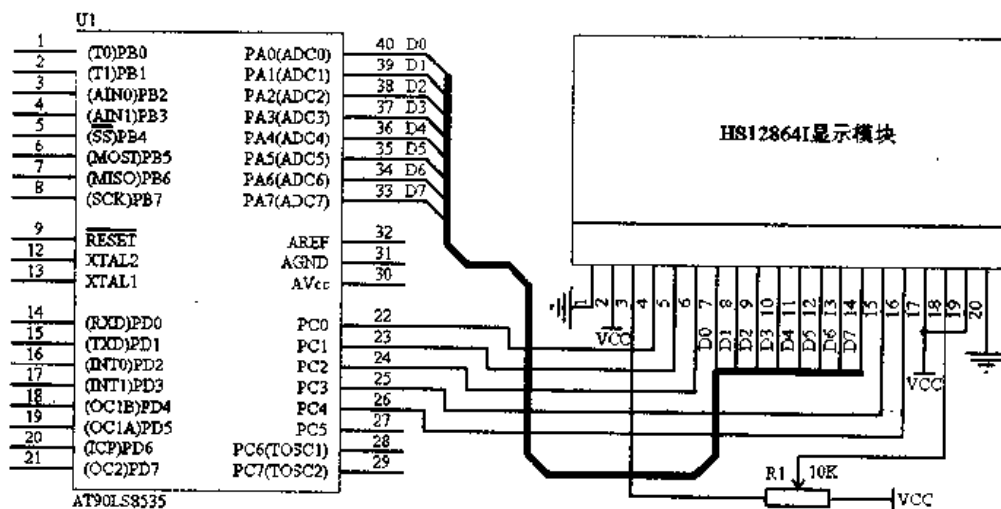 U1
1 (T0)PB0 PA0(ADC0) 40 D0
2 (T1)PB1 PA1(ADC1) 39 D1
3 (AIN0)PB2 PA2(ADC2) 38 D2
4 (AIN1)PB3 PA3(ADC3) 37 D3
5 (SS)PB4 PA4(ADC4) 36 D4
6 (MOSI)PB5 PA5(ADC5) 35 D5
7 (MISO)PB6 PA6(ADC6) 34 D6
8 (SCK)PB7 PA7(ADC7) 33 D7
9 RESET AREF 32
12 XTAL2 AGND 31
13 XTAL1 AVcc 30
14 (RXD)PD0 PC0 22
15 (TXD)PD1 PC1 23
16 (INT0)PD2 PC2 24
17 (INT1)PD3 PC3 25
18 (OC1B)PD4 PC4 26
19 (OC1A)PD5 PC5 27
20 (ICP)PD6 PC6(TOSC1) 28
21 (OC2)PD7 PC7(TOSC2) 29
AT90LS8535
HS12864I显示模块
1 2 3 4 5 6 7 8 9 10 11 12 13 14 15 16 17 18 19 20
VCC
D0 D1 D2 D3 D4 D5 D6 D7
VCC
R1 10K
VCC